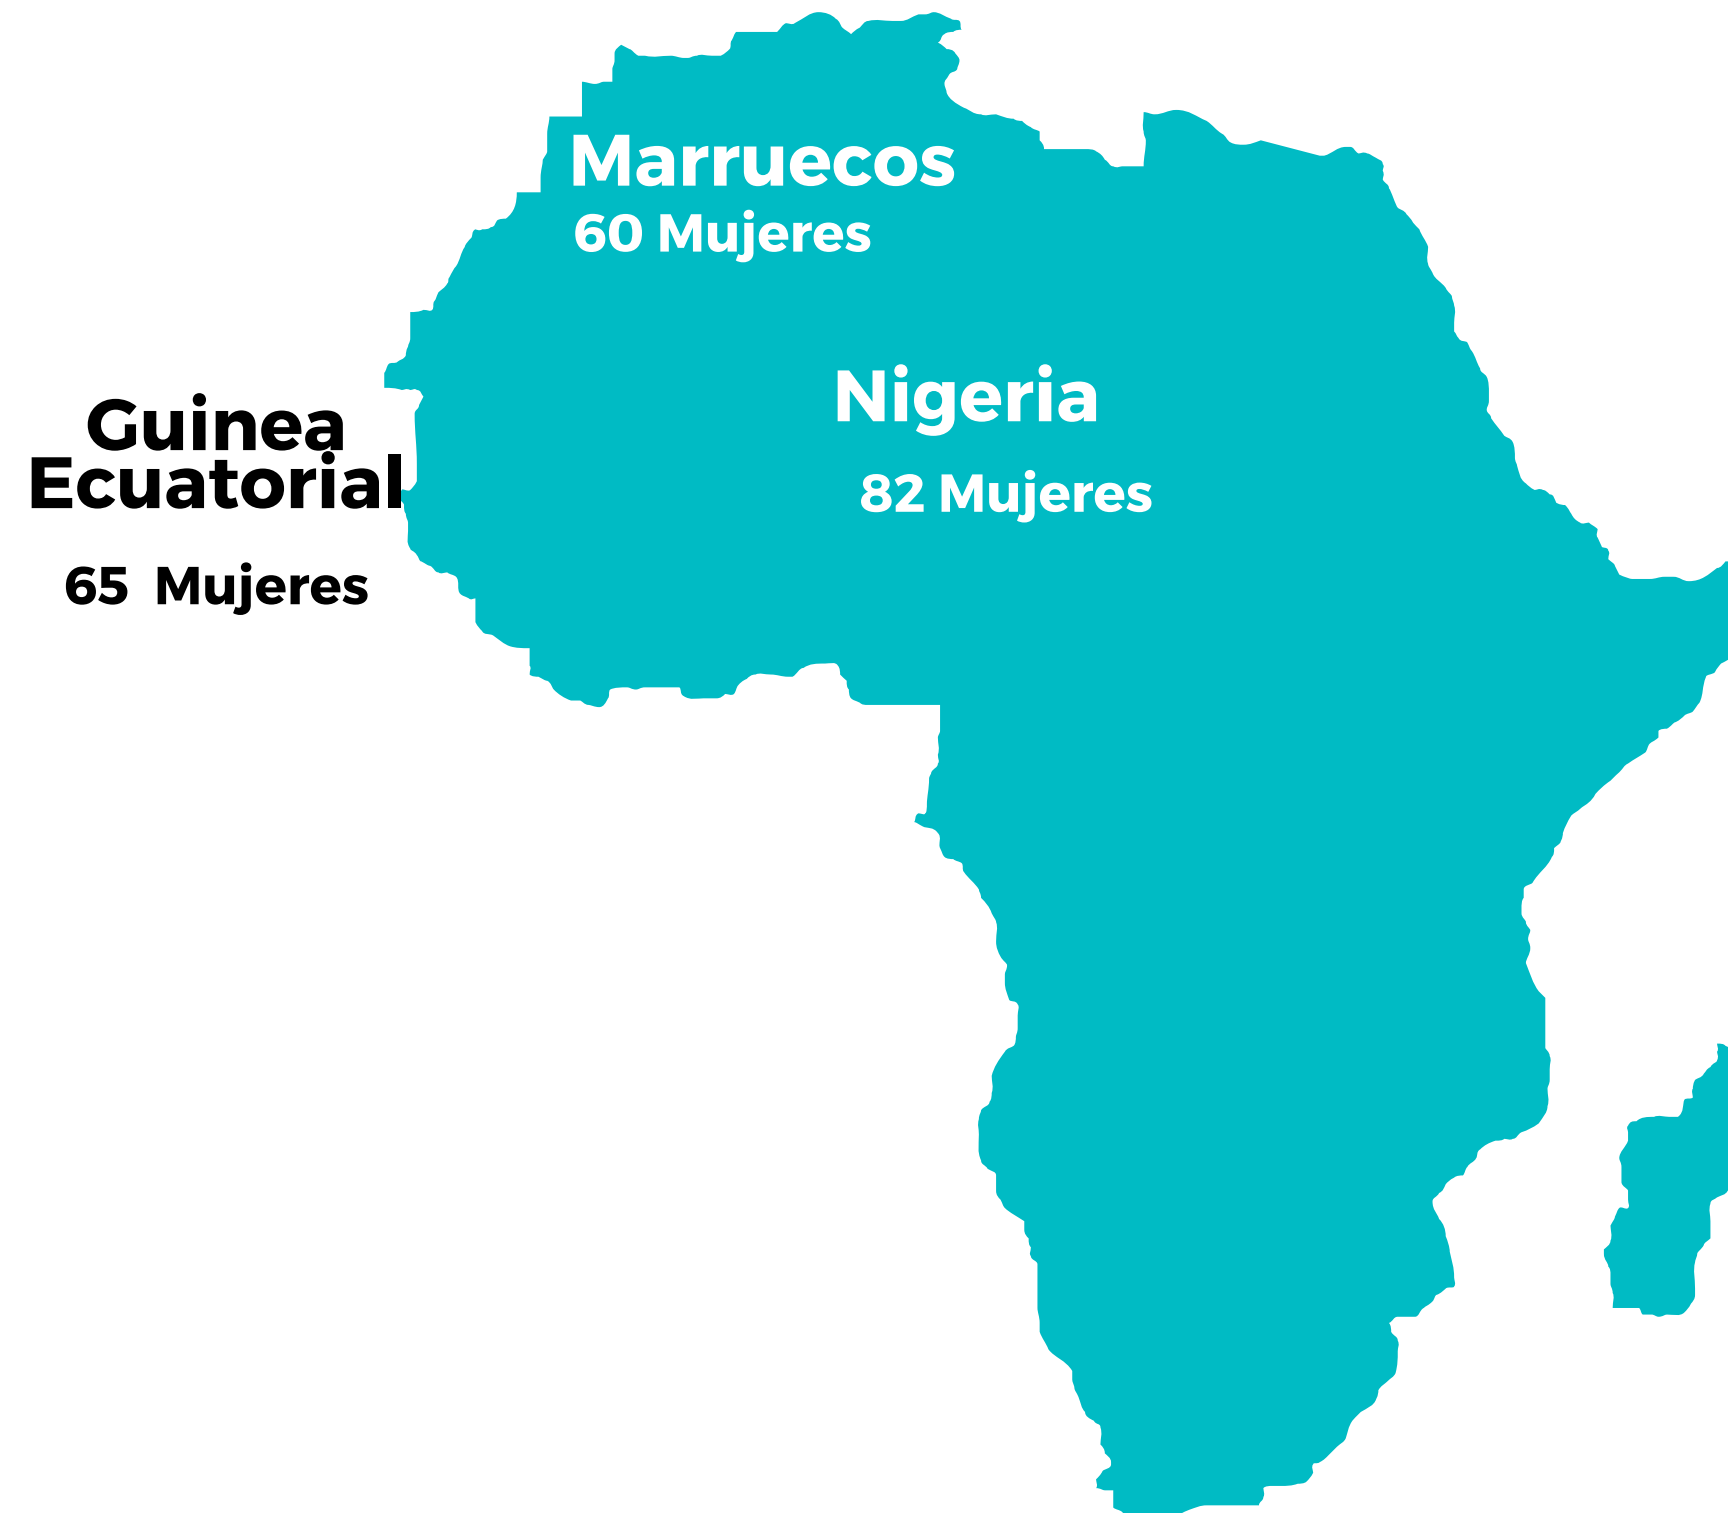 Marruecos
60 Mujeres
Nigeria
82 Mujeres
Guinea
Ecuatorial
65 Mujeres